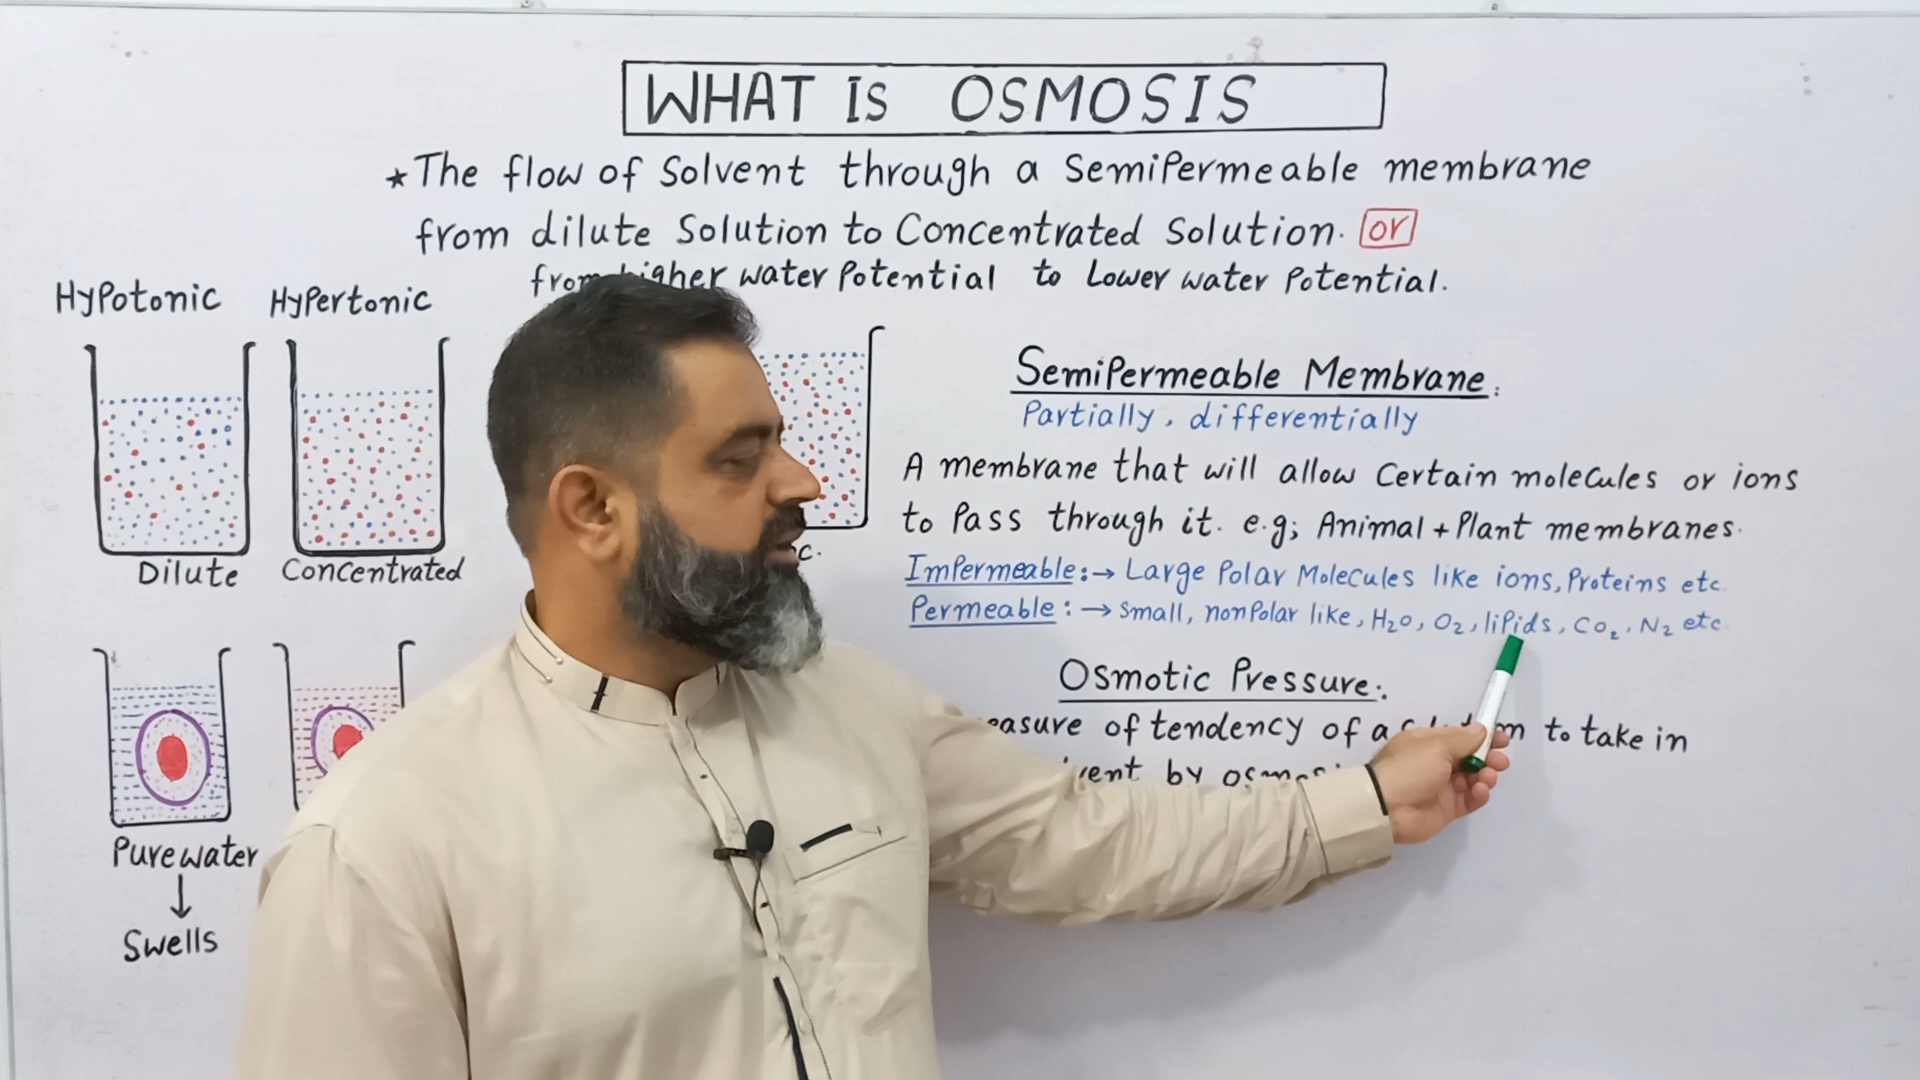 WHAT IS OSMOSIS
★ The flow of Solvent through a SemiPermeable membrane
from dilute Solution to Concentrated Solution. or
from higher water Potential to Lower water Potential.
HyPotonic
HyPertonic
Dilute
Concentrated
c.
SemiPermeable Membrane:
Partially, differentially
A membrane that will allow Certain moleCules or ions
to Pass through it. e.g; Animal + Plant membranes.
ImPermeable:→ Large Polar MoleCules like ions, Proteins etc.
Permeable:→ Small, nonPolar like, H₂O, O₂, liPids, CO₂, N₂ etc
Osmotic Pressure:
easure of tendency of a to take in
by
Pure water
↓
Swells